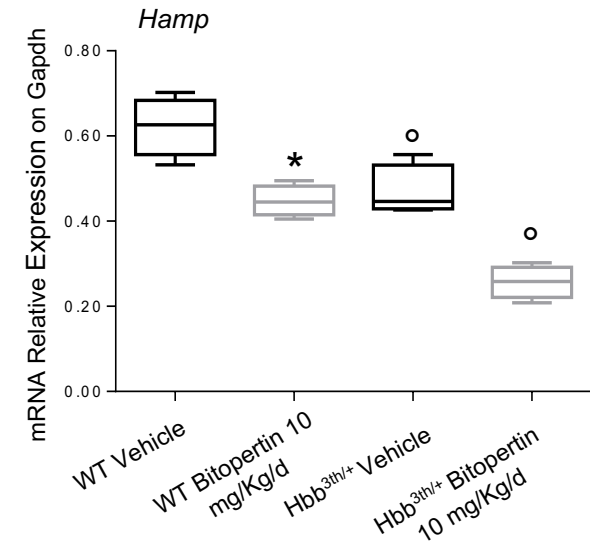 Hamp
mRNA Relative Expression on Gapdh
0.80
0.60
0.40
0.20
0.00
*
WT Vehicle
WT Bitopertin 10
mg/Kg/d
Hbb3th/+ Vehicle
Hbb3th/+ Bitopertin
10 mg/Kg/d